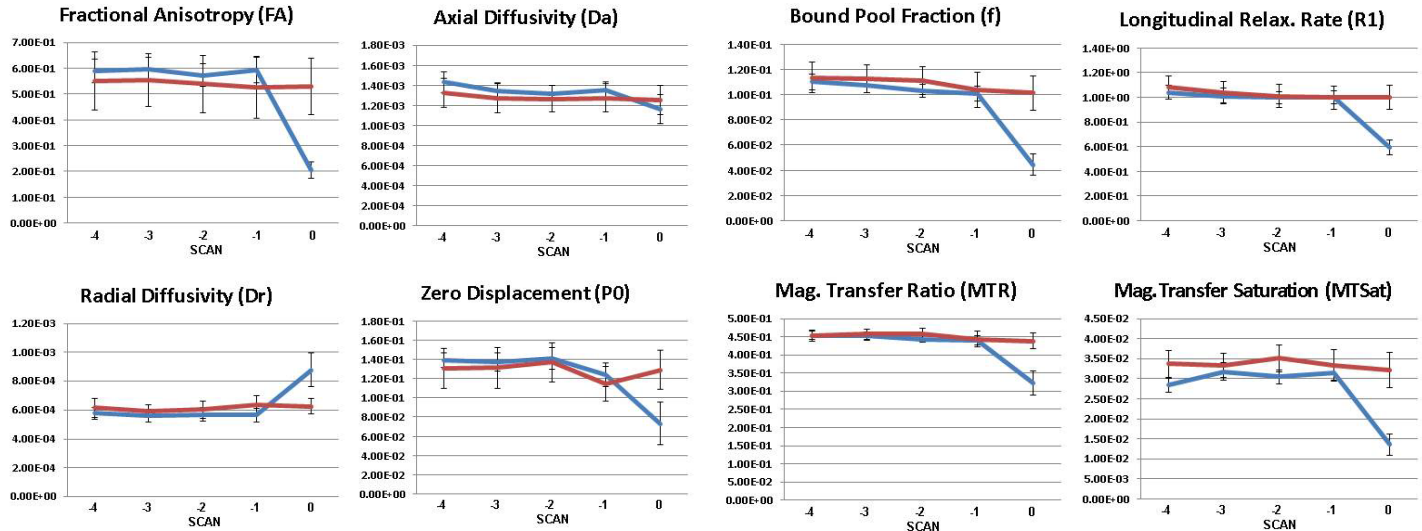 Fractional Anisotropy (FA)
7.00E-01
6.00E-01
5.00E-01
4.00E-01
3.00E-01
2.00E-01
1.00E-01
0.00E+00
-4 -3 -2 -1 0
SCAN
Axial Diffusivity (Da)
1.80E-03
1.60E-03
1.40E-03
1.20E-03
1.00E-03
8.00E-04
6.00E-04
4.00E-04
2.00E-04
0.00E+00
-4 -3 -2 -1 0
SCAN
Bound Pool Fraction (f)
1.40E-01
1.20E-01
1.00E-01
8.00E-02
6.00E-02
4.00E-02
2.00E-02
0.00E+00
-4 -3 -2 -1 0
SCAN
Longitudinal Relax. Rate (R1)
1.40E+00
1.20E+00
1.00E+00
8.00E-01
6.00E-01
4.00E-01
2.00E-01
0.00E+00
-4 -3 -2 -1 0
SCAN
Radial Diffusivity (Dr)
1.20E-03
1.00E-03
8.00E-04
6.00E-04
4.00E-04
2.00E-04
0.00E+00
-4 -3 -2 -1 0
SCAN
Zero Displacement (P0)
1.80E-01
1.60E-01
1.40E-01
1.20E-01
1.00E-01
8.00E-02
6.00E-02
4.00E-02
2.00E-02
0.00E+00
-4 -3 -2 -1 0
SCAN
Mag. Transfer Ratio (MTR)
5.00E-01
4.50E-01
4.00E-01
3.50E-01
3.00E-01
2.50E-01
2.00E-01
1.50E-01
1.00E-01
5.00E-02
0.00E+00
-4 -3 -2 -1 0
SCAN
Mag.Transfer Saturation (MTSat)
4.50E-02
4.00E-02
3.50E-02
3.00E-02
2.50E-02
2.00E-02
1.50E-02
1.00E-02
5.00E-03
0.00E+00
-4 -3 -2 -1 0
SCAN